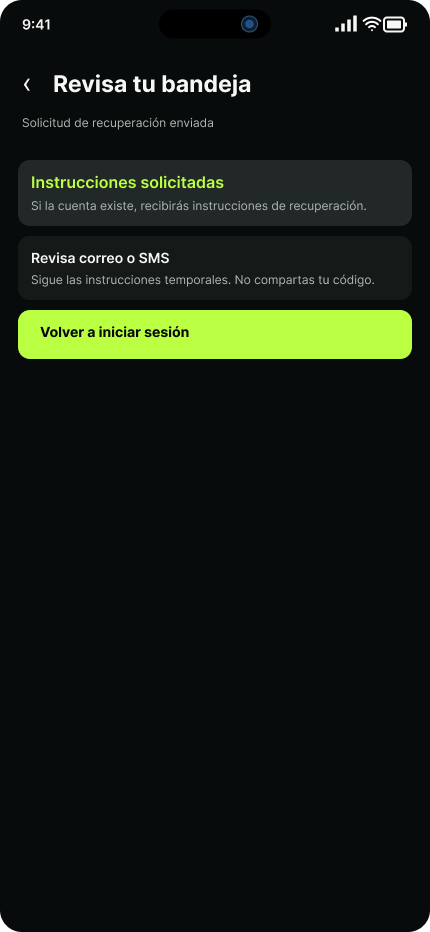 9:41
‹ Revisa tu bandeja
Solicitud de recuperación enviada
Instrucciones solicitadas
Si la cuenta existe, recibirás instrucciones de recuperación.
Revisa correo o SMS
Sigue las instrucciones temporales. No compartas tu código.
Volver a iniciar sesión